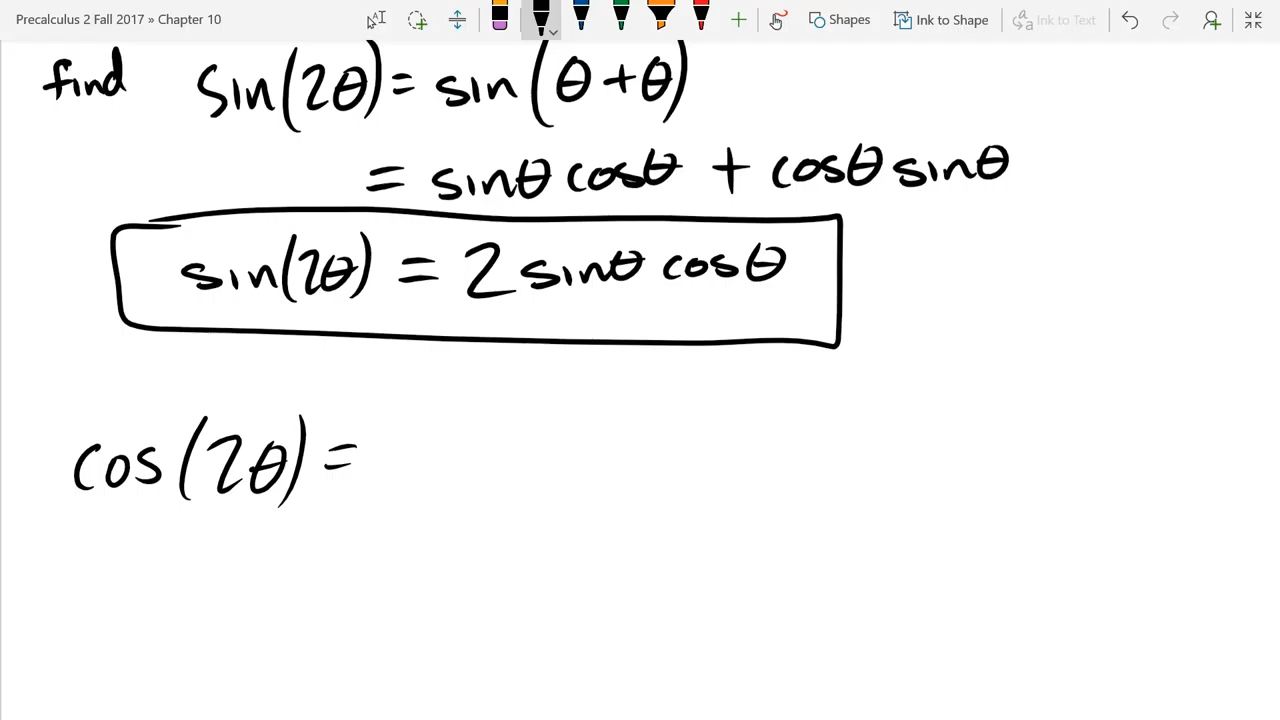 Precalculus 2 Fall 2017 » Chapter 10
Shapes
Ink to Shape
Ink to Text
find sin(2θ) = sin(θ+θ)
= sinθ cosθ + cosθ sinθ
sin(2θ) = 2 sinθ cosθ
cos(2θ) =